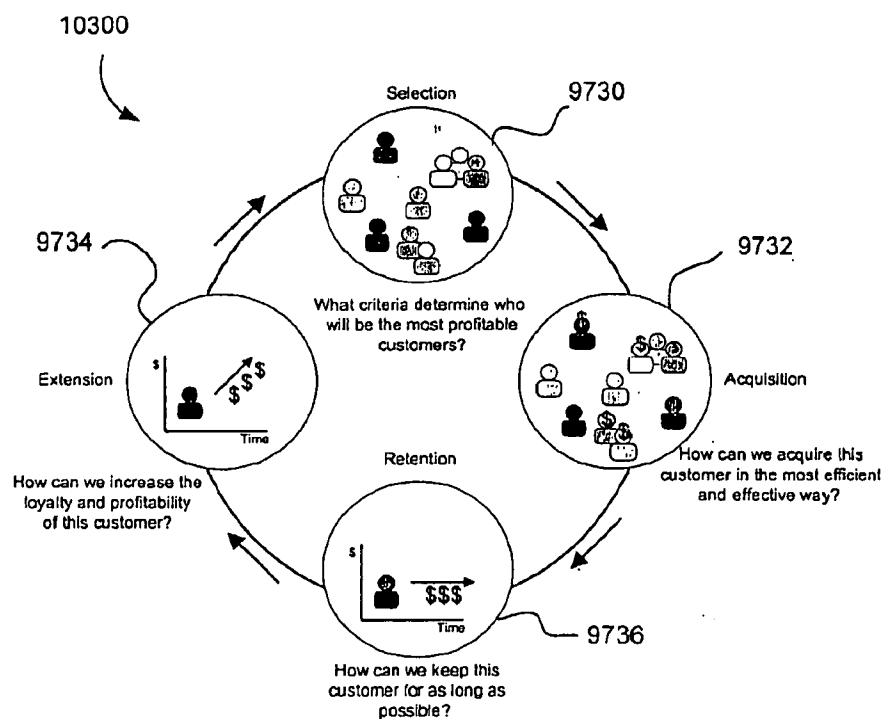 10300
Selection
9730
What criteria determine who
will be the most profitable
customers?
9734
9732
Extension
$
$ $ $
Time
How can we increase the
loyalty and profitability
of this customer?
$
$
$
$
Acquisition
How can we acquire this
customer in the most efficient
and effective way?
Retention
$
$$$
Time
9736
How can we keep this
customer for as long as
possible?